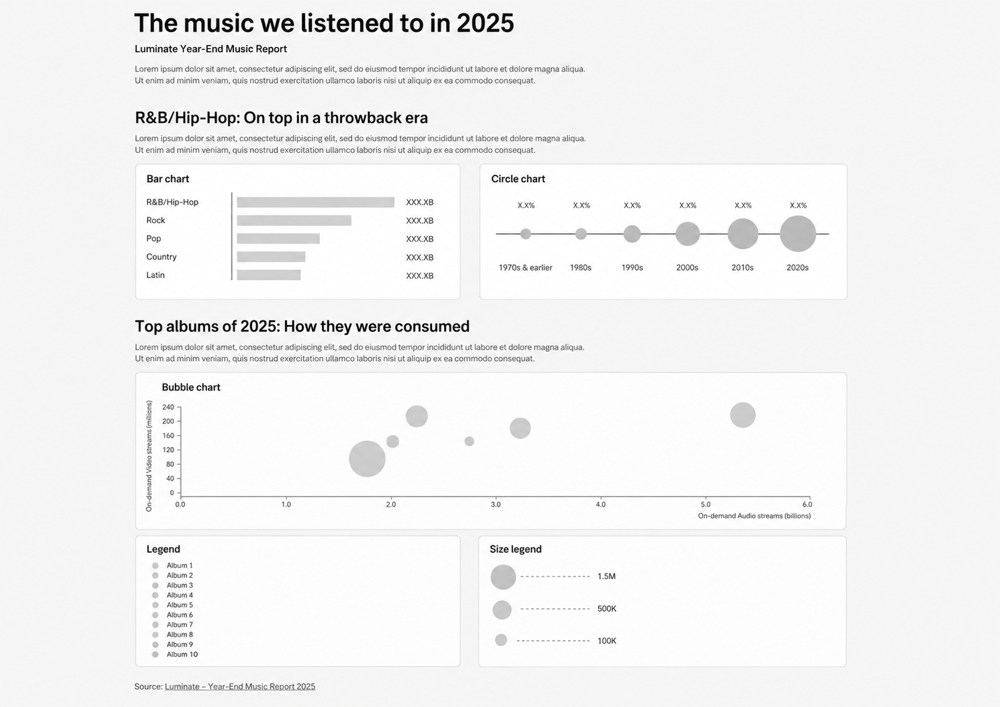 The music we listened to in 2025
Luminate Year-End Music Report
Lorem ipsum dolor sit amet, consectetur adipiscing elit, sed do eiusmod tempor incididunt ut labore et dolore magna aliqua.
Ut enim ad minim veniam, quis nostrud exercitation ullamco laboris nisi ut aliquip ex ea commodo consequat.
R&B/Hip-Hop: On top in a throwback era
Lorem ipsum dolor sit amet, consectetur adipiscing elit, sed do eiusmod tempor incididunt ut labore et dolore magna aliqua.
Ut enim ad minim veniam, quis nostrud exercitation ullamco laboris nisi ut aliquip ex ea commodo consequat.
Bar chart
R&B/Hip-Hop XXX.XB
Rock XXX.XB
Pop XXX.XB
Country XXX.XB
Latin XXX.XB
Circle chart
X.X% X.X% X.X% X.X% X.X% X.X%
1970s & earlier 1980s 1990s 2000s 2010s 2020s
Top albums of 2025: How they were consumed
Lorem ipsum dolor sit amet, consectetur adipiscing elit, sed do eiusmod tempor incididunt ut labore et dolore magna aliqua.
Ut enim ad minim veniam, quis nostrud exercitation ullamco laboris nisi ut aliquip ex ea commodo consequat.
Bubble chart
On-demand Video streams (millions)
240
200
160
120
80
40
0
0.0 1.0 2.0 3.0 4.0 5.0 6.0
On-demand Audio streams (billions)
Legend
Album 1
Album 2
Album 3
Album 4
Album 5
Album 6
Album 7
Album 8
Album 9
Album 10
Size legend
1.5M
500K
100K
Source: Luminate – Year-End Music Report 2025